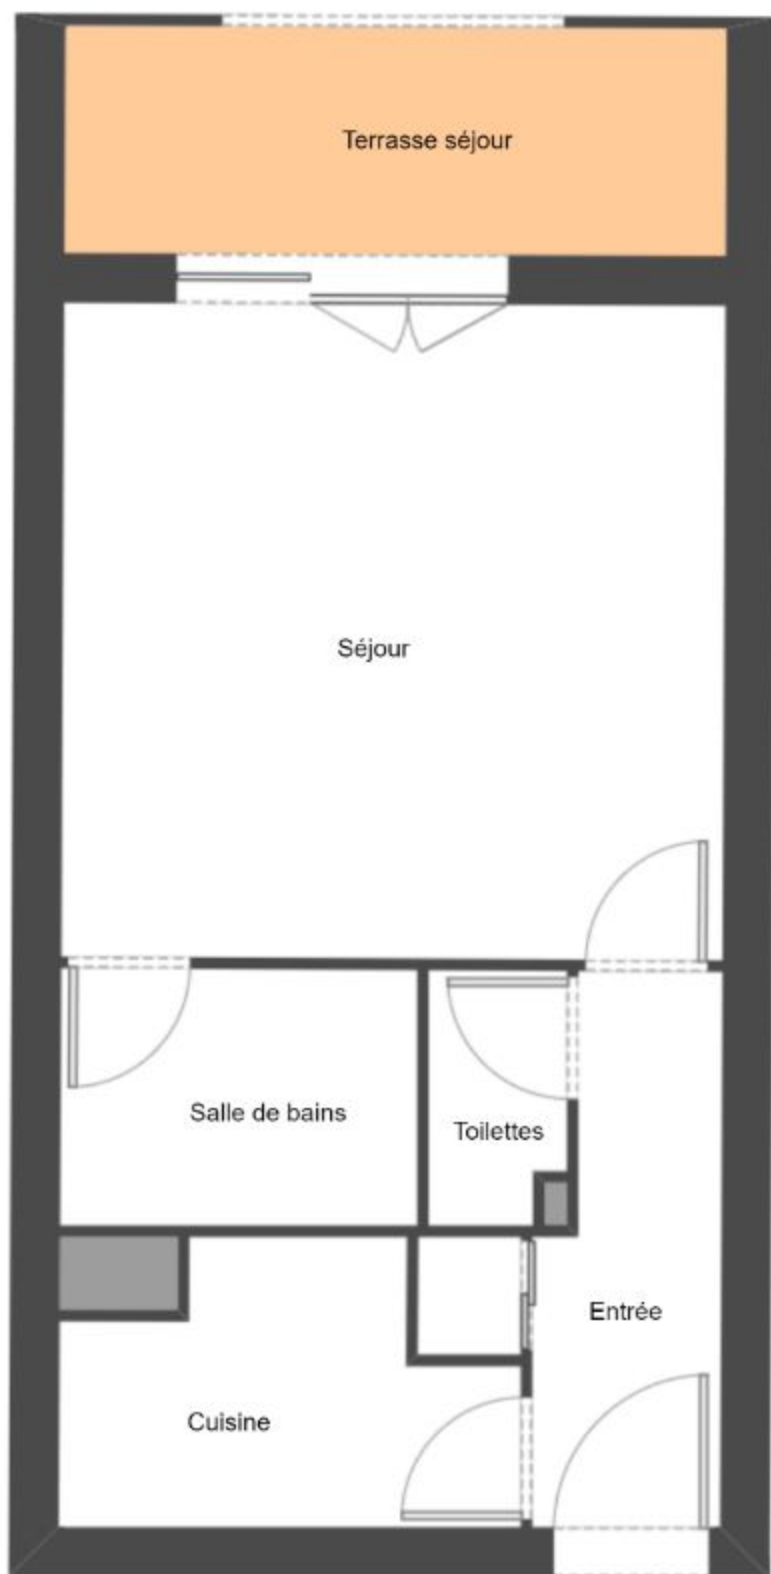 Terrasse séjour
Séjour
Salle de bains
Toilettes
Entrée
Cuisine